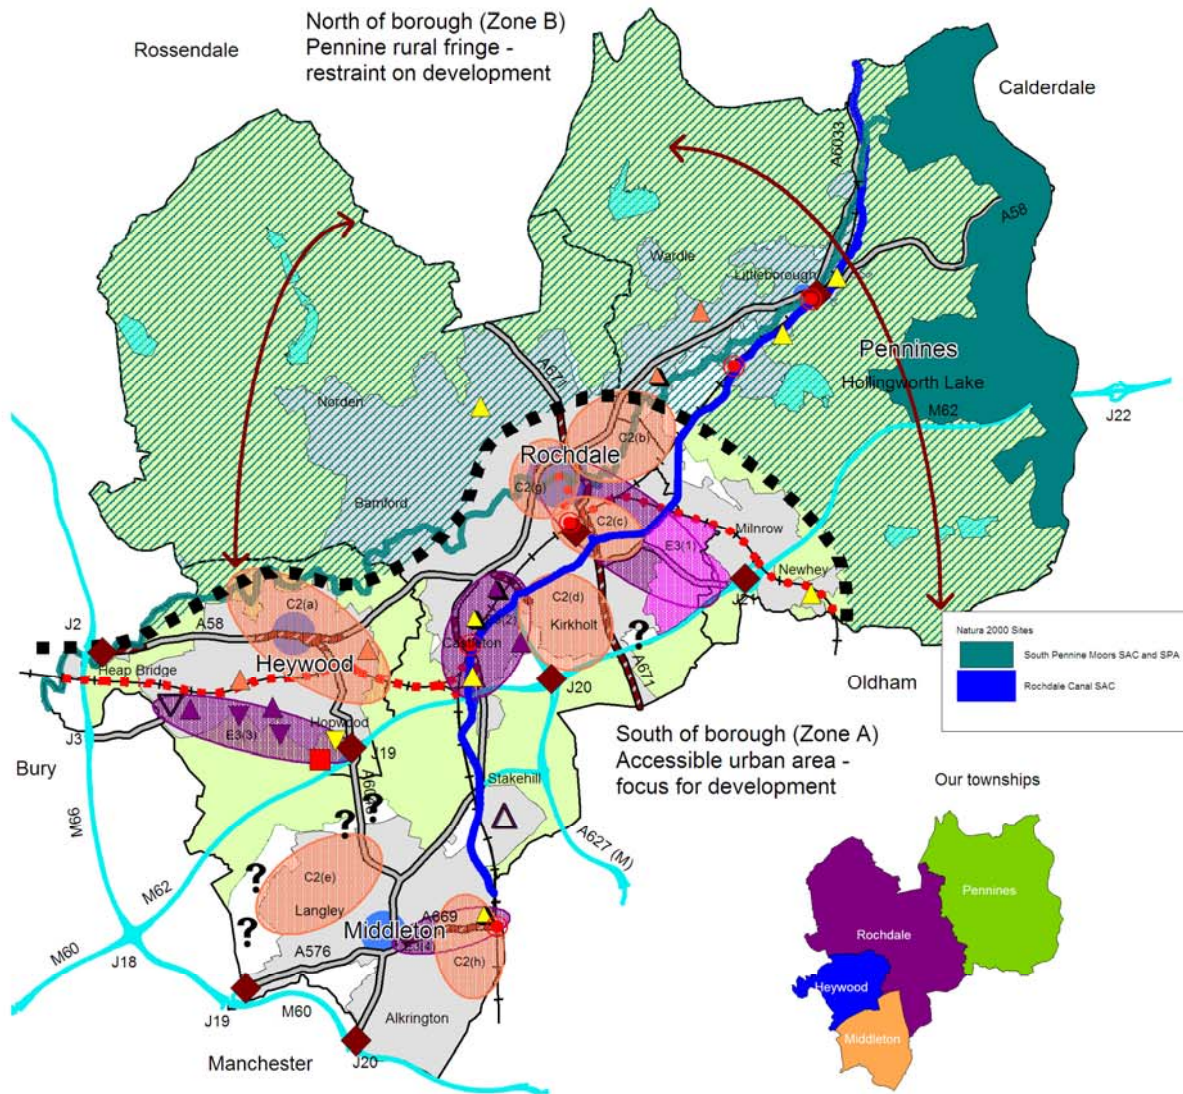 North of borough (Zone B)
Pennine rural fringe -
restraint on development
Rossendale
Calderdale
A6033
A58
Wardle
Littleborough
Pennines
Hollingworth Lake
M62
J22
A671
Norden
Rochdale
C2(b)
C2(g)
Bamford
C2(c)
Milnrow
E3(1)
Newhey
J21
C2(a)
C2(d)
Kirkholt
?
J2
A58
Castleton
Heywood
Heap Bridge
A671
J20
Oldham
Natura 2000 Sites
South Pennine Moors SAC and SPA
Rochdale Canal SAC
Hopwood
E3(3)
J3
J19
Bury
South of borough (Zone A)
Accessible urban area -
focus for development
M66
Stakehill
Our townships
?
?
A627 (M)
M62
?
C2(e)
Langley
?
Middleton
A669
E3(4)
A576
C2(h)
M60
J18
M60
J19
Alkrington
Manchester
J20
Pennines
Rochdale
Heywood
Middleton